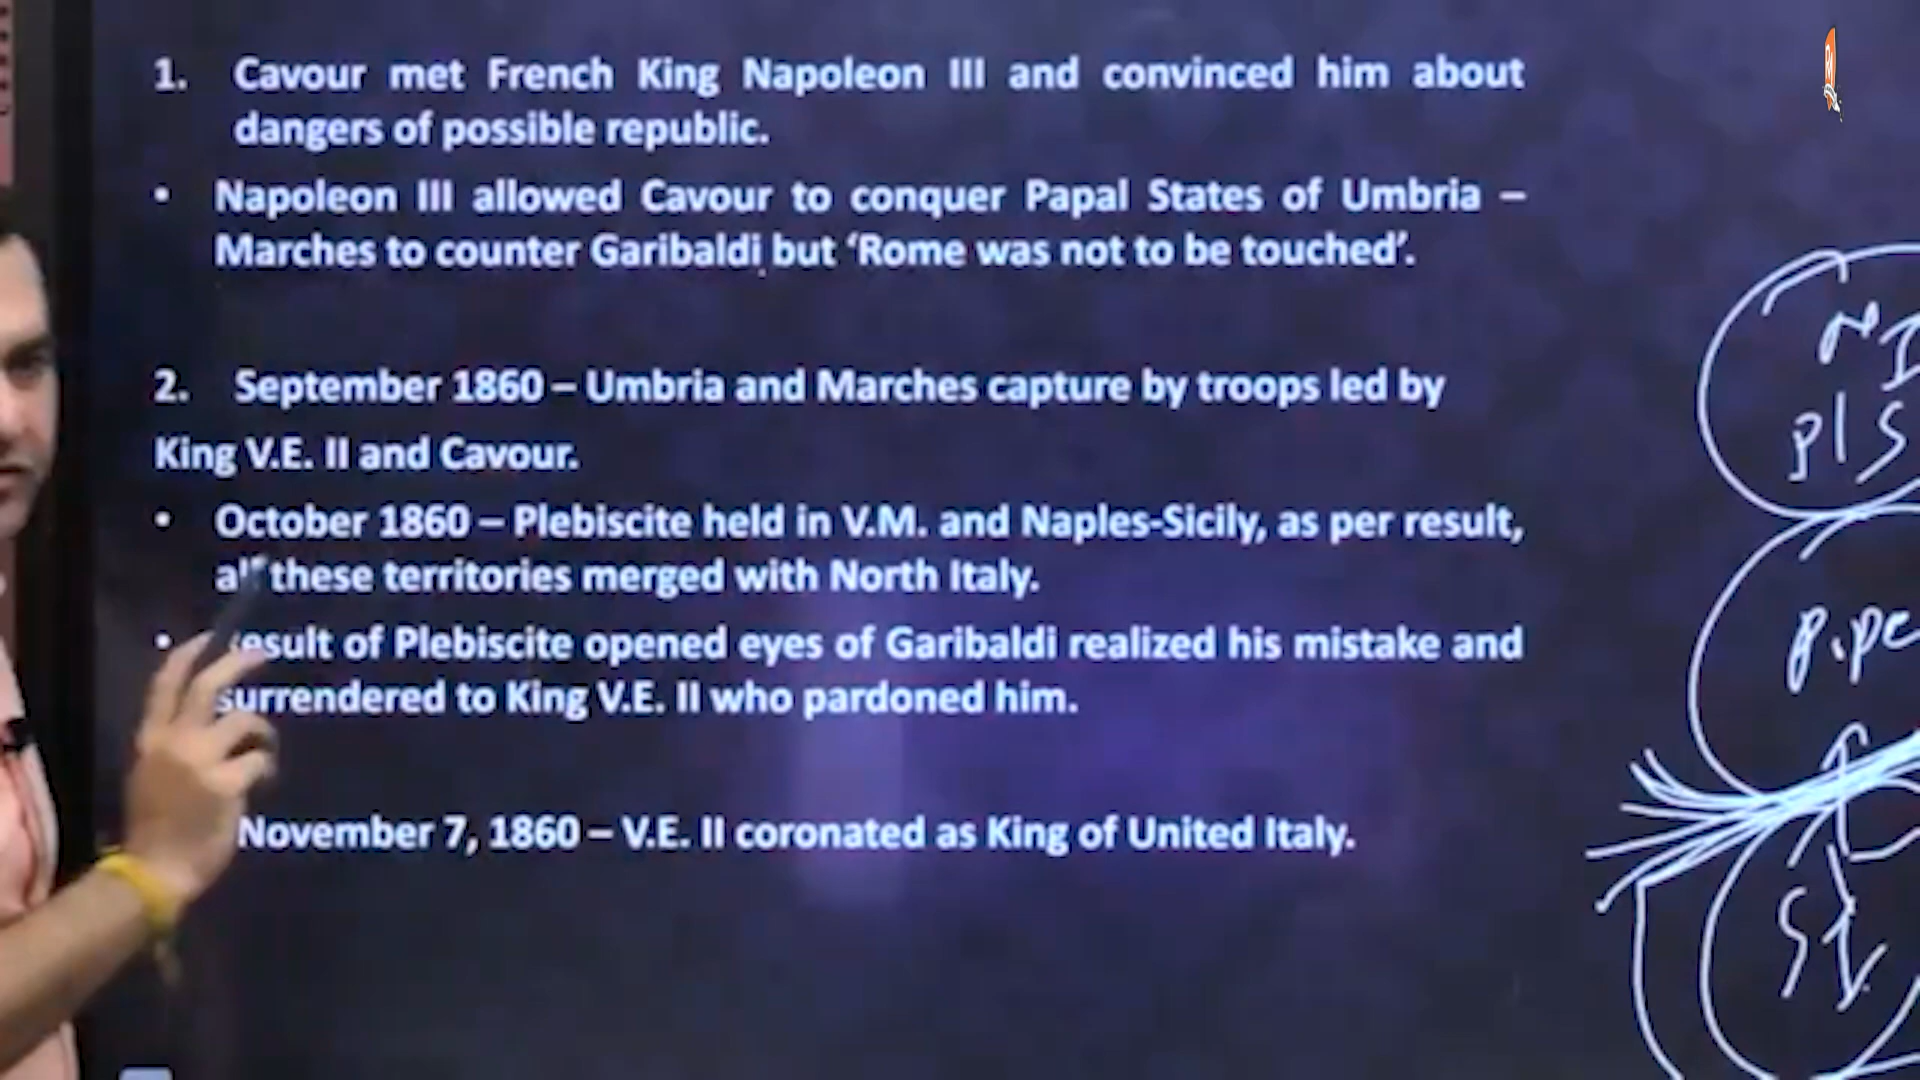 1. Cavour met French King Napoleon III and convinced him about
dangers of possible republic.
• Napoleon III allowed Cavour to conquer Papal States of Umbria –
Marches to counter Garibaldi but ‘Rome was not to be touched’.
2. September 1860 – Umbria and Marches capture by troops led by
King V.E. II and Cavour.
• October 1860 – Plebiscite held in V.M. and Naples-Sicily, as per result,
all these territories merged with North Italy.
• Result of Plebiscite opened eyes of Garibaldi realized his mistake and
surrendered to King V.E. II who pardoned him.
November 7, 1860 – V.E. II coronated as King of United Italy.
NI
PIS